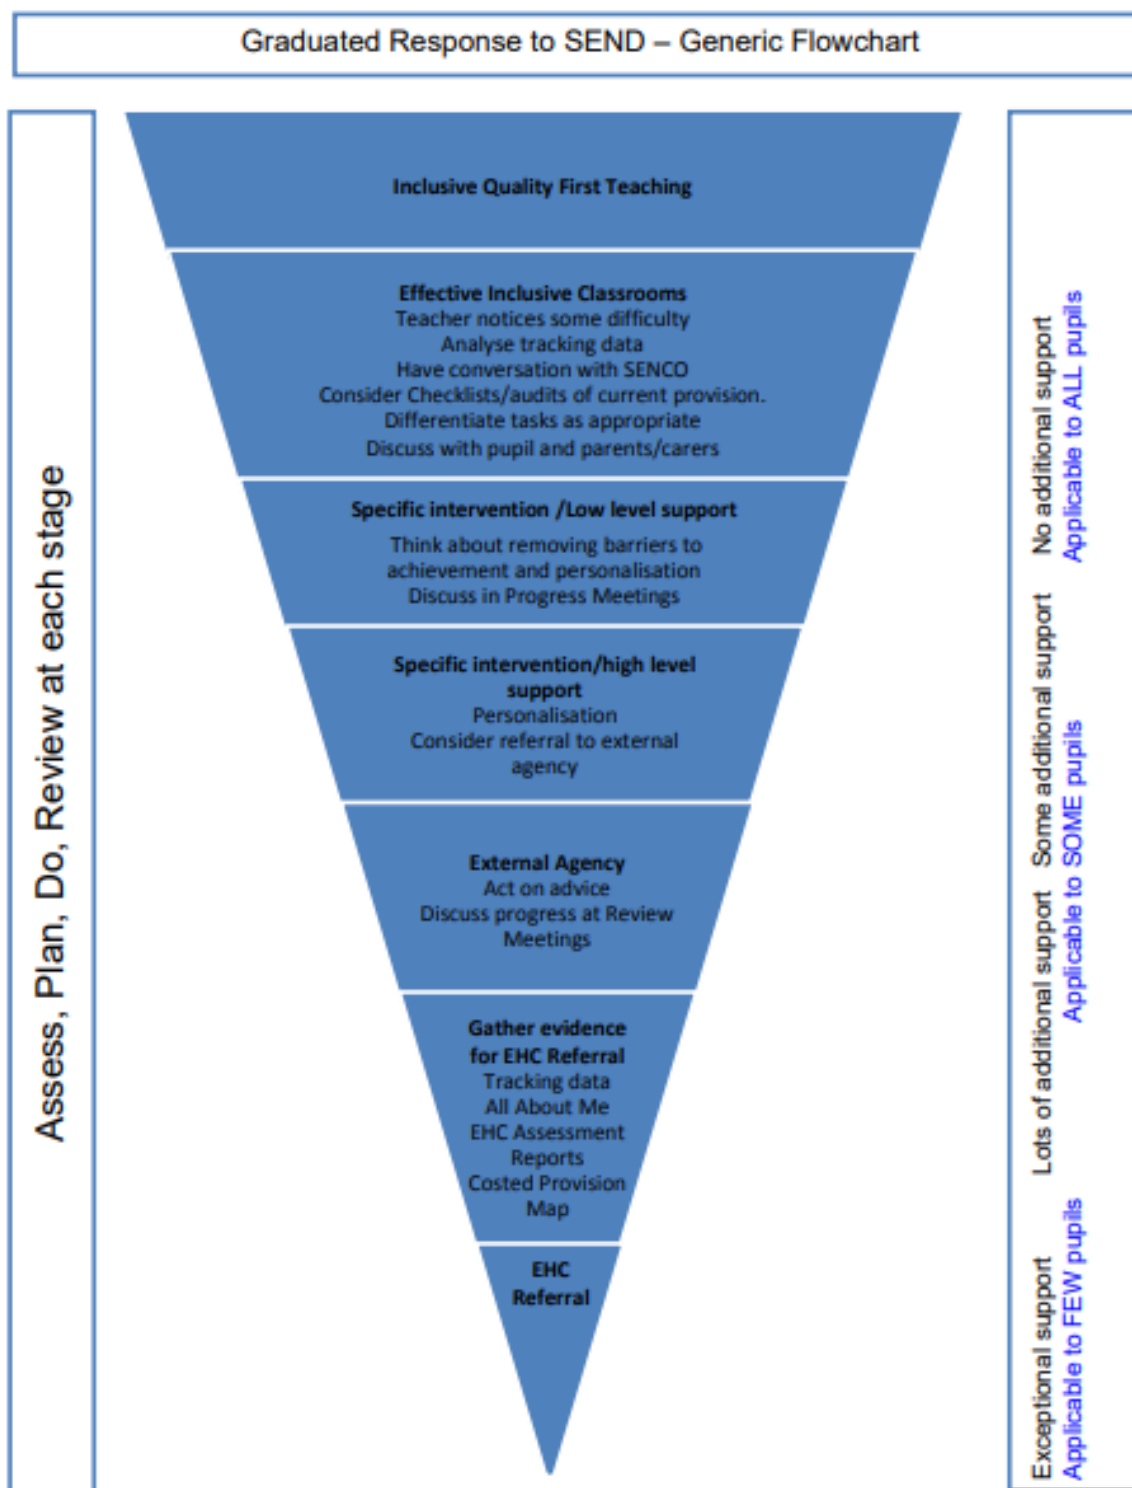 Graduated Response to SEND – Generic Flowchart
Assess, Plan, Do, Review at each stage
Inclusive Quality First Teaching
Effective Inclusive Classrooms
Teacher notices some difficulty
Analyse tracking data
Have conversation with SENCO
Consider Checklists/audits of current provision.
Differentiate tasks as appropriate
Discuss with pupil and parents/carers
Specific intervention /Low level support
Think about removing barriers to
achievement and personalisation
Discuss in Progress Meetings
Specific intervention/high level
support
Personalisation
Consider referral to external
agency
External Agency
Act on advice
Discuss progress at Review
Meetings
Gather evidence
for EHC Referral
Tracking data
All About Me
EHC Assessment
Reports
Costed Provision
Map
EHC
Referral
Exceptional support Lots of additional support Some additional support No additional support
Applicable to FEW pupils Applicable to SOME pupils Applicable to ALL pupils